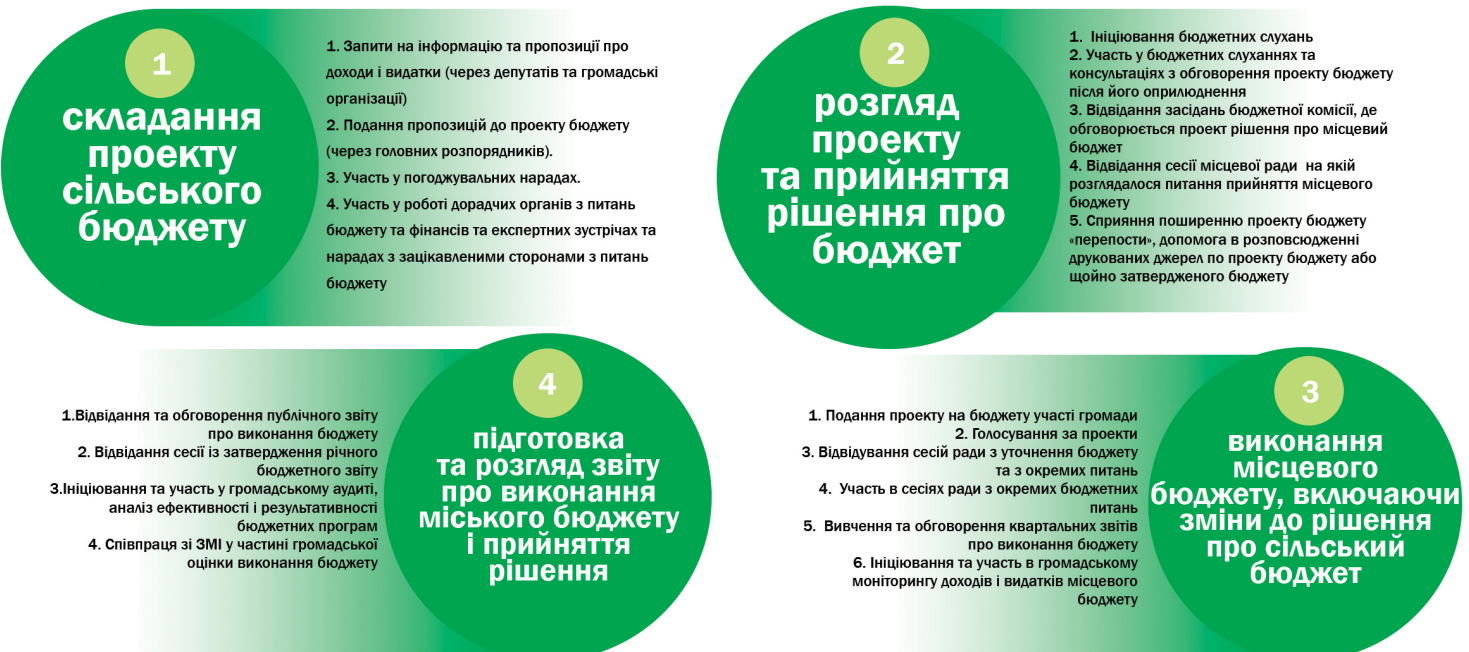 1
складання
проекту
сільського
бюджету
1. Запити на інформацію та пропозиції про
доходи і видатки (через депутатів та громадські
організації)
2. Подання пропозицій до проекту бюджету
(через головних розпорядників).
3. Участь у погоджувальних нарадах.
4. Участь у роботі дорадчих органів з питань
бюджету та фінансів та експертних зустрічах та
нарадах з зацікавленими сторонами з питань
бюджету
2
розгляд
проекту
та прийняття
рішення про
бюджет
1. Ініціювання бюджетних слухань
2. Участь у бюджетних слуханнях та
консультаціях з обговорення проекту бюджету
після його оприлюднення
3. Відвідання засідань бюджетної комісії, де
обговорюється проект рішення про місцевий
бюджет
4. Відвідання сесії місцевої ради на якій
розглядалося питання прийняття місцевого
бюджету
5. Сприяння поширенню проекту бюджету
«перепости», допомога в розповсюдженні
друкованих джерел по проекту бюджету або
щойно затвердженого бюджету
3
виконання
місцевого
бюджету, включаючи
зміни до рішення
про сільський
бюджет
1. Подання проекту на бюджету участі громади
2. Голосування за проекти
3. Відвідування сесій ради з уточнення бюджету
та з окремих питань
4. Участь в сесіях ради з окремих бюджетних
питань
5. Вивчення та обговорення квартальних звітів
про виконання бюджету
6. Ініціювання та участь в громадському
моніторингу доходів і видатків місцевого
бюджету
4
підготовка
та розгляд звіту
про виконання
міського бюджету
і прийняття
рішення
1.Відвідання та обговорення публічного звіту
про виконання бюджету
2. Відвідання сесії із затвердження річного
бюджетного звіту
3.Ініціювання та участь у громадському аудиті,
аналіз ефективності і результативності
бюджетних програм
4. Співпраця зі ЗМІ у частині громадської
оцінки виконання бюджету